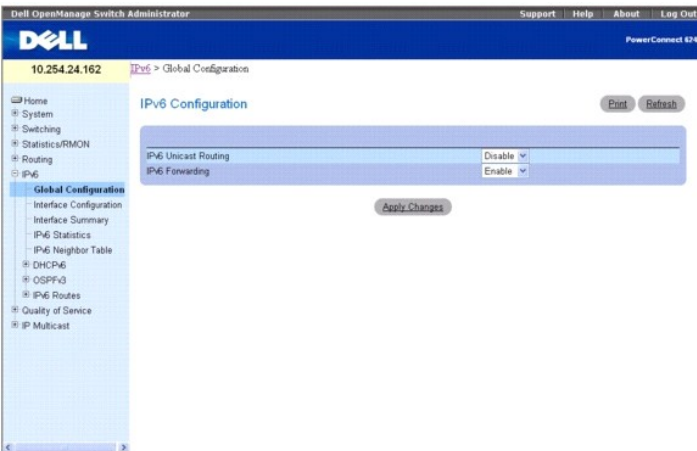 Dell OpenManage Switch Administrator Support Help About Log Out
DELL
PowerConnect 624
10.254.24.162
IPv6 > Global Configuration
Home
System
Switching
Statistics/RMON
Routing
IPv6
Global Configuration
Interface Configuration
Interface Summary
IPv6 Statistics
IPv6 Neighbor Table
DHCPv6
OSPFv3
IPv6 Routes
Quality of Service
IP Multicast
IPv6 Configuration
Print Refresh
IPv6 Unicast Routing Disable
IPv6 Forwarding Enable
Apply Changes